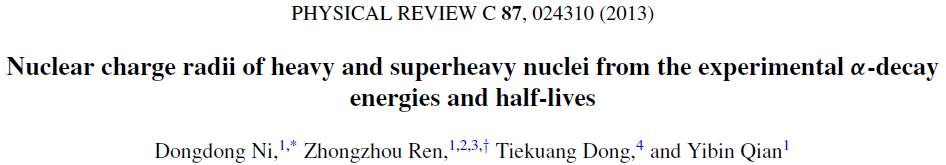 PHYSICAL REVIEW C 87, 024310 (2013)
Nuclear charge radii of heavy and superheavy nuclei from the experimental α-decay
energies and half-lives
Dongdong Ni,1,* Zhongzhou Ren,1,2,3,† Tiekuang Dong,4 and Yibin Qian1